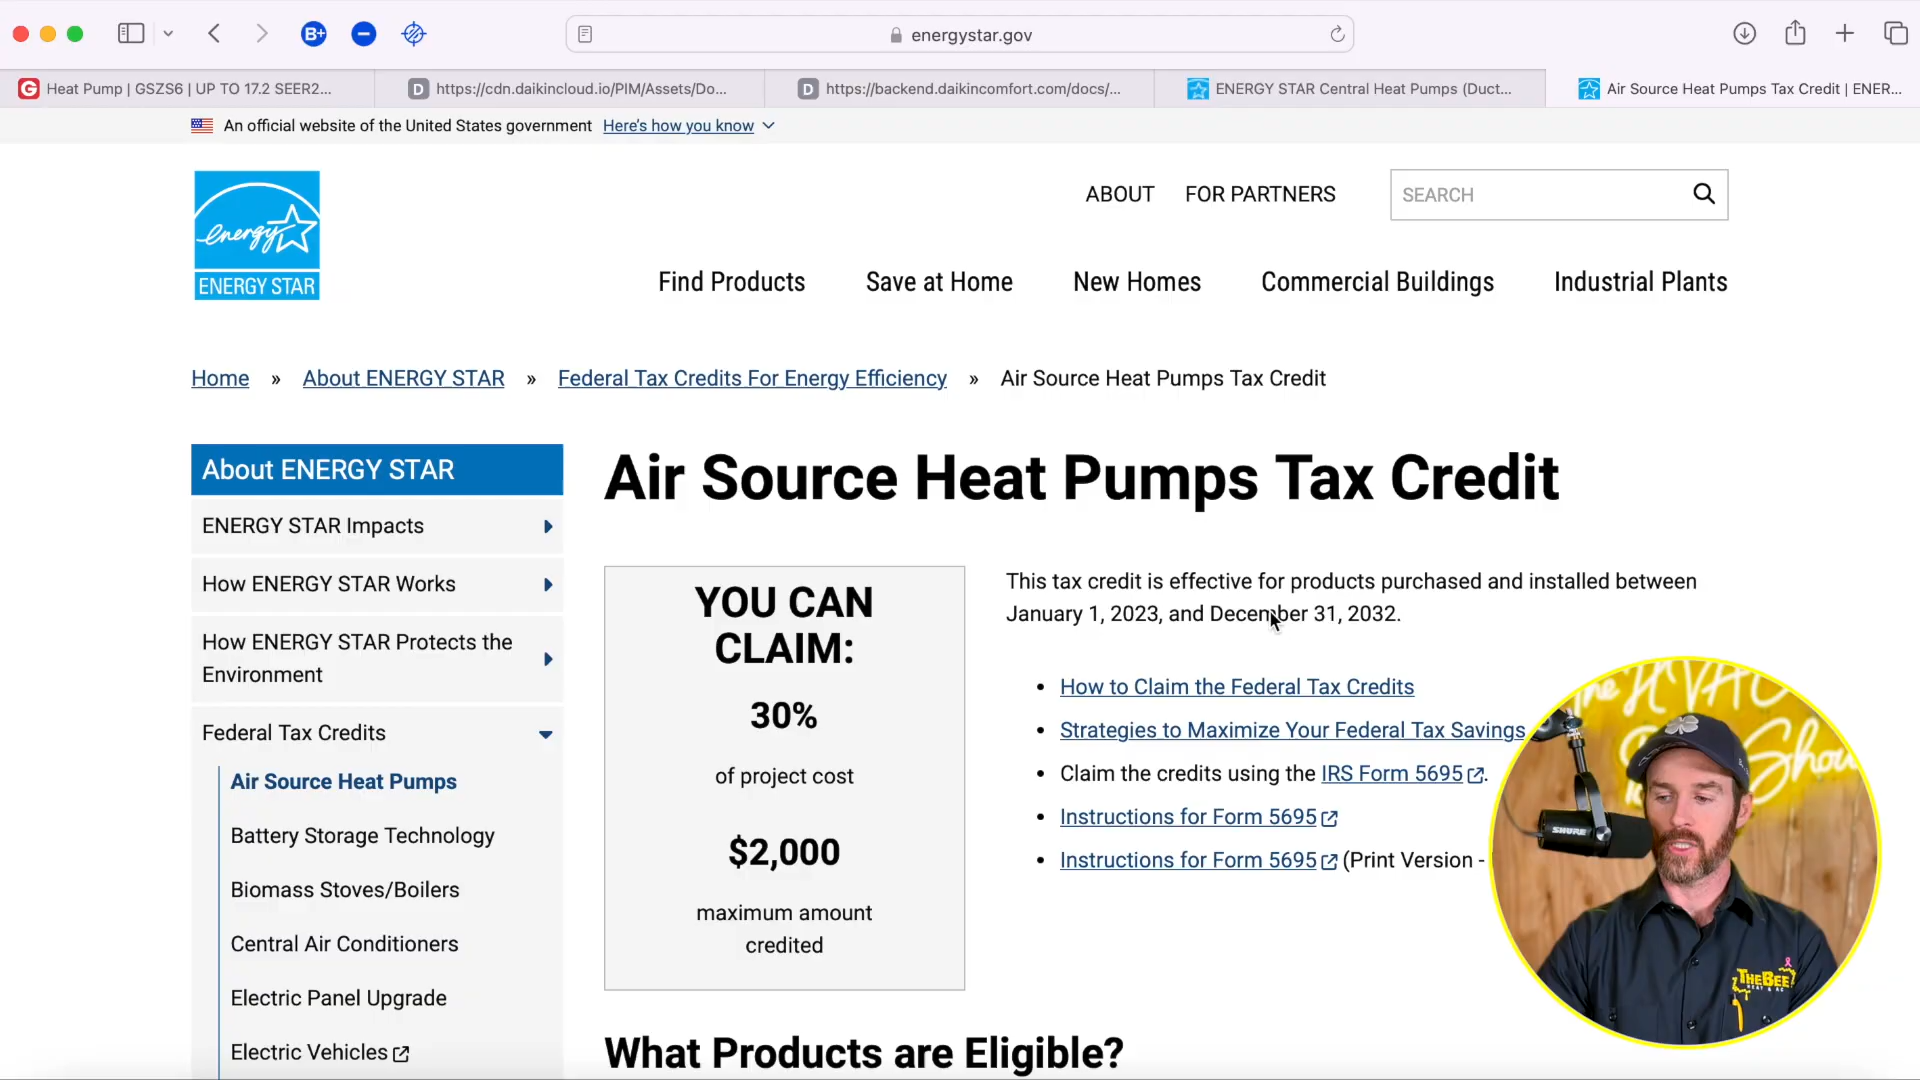 B+
energystar.gov
Heat Pump | GSZS6 | UP TO 17.2 SEER2...
https://cdn.daikincloud.io/PIM/Assets/Do...
https://backend.daikincomfort.com/docs/...
ENERGY STAR Central Heat Pumps (Duct...
Air Source Heat Pumps Tax Credit | ENER...
An official website of the United States government Here's how you know
energy
ENERGY STAR
ABOUT
FOR PARTNERS
SEARCH
Find Products
Save at Home
New Homes
Commercial Buildings
Industrial Plants
Home » About ENERGY STAR » Federal Tax Credits For Energy Efficiency » Air Source Heat Pumps Tax Credit
About ENERGY STAR
ENERGY STAR Impacts
How ENERGY STAR Works
How ENERGY STAR Protects the
Environment
Federal Tax Credits
Air Source Heat Pumps
Battery Storage Technology
Biomass Stoves/Boilers
Central Air Conditioners
Electric Panel Upgrade
Electric Vehicles
Air Source Heat Pumps Tax Credit
YOU CAN
CLAIM:
30%
of project cost
$2,000
maximum amount
credited
This tax credit is effective for products purchased and installed between
January 1, 2023, and December 31, 2032.
• How to Claim the Federal Tax Credits
• Strategies to Maximize Your Federal Tax Savings
• Claim the credits using the IRS Form 5695.
• Instructions for Form 5695
• Instructions for Form 5695 (Print Version -
What Products are Eligible?
The HVAC
Show
SHURE
THEBEE
HEAT & AC